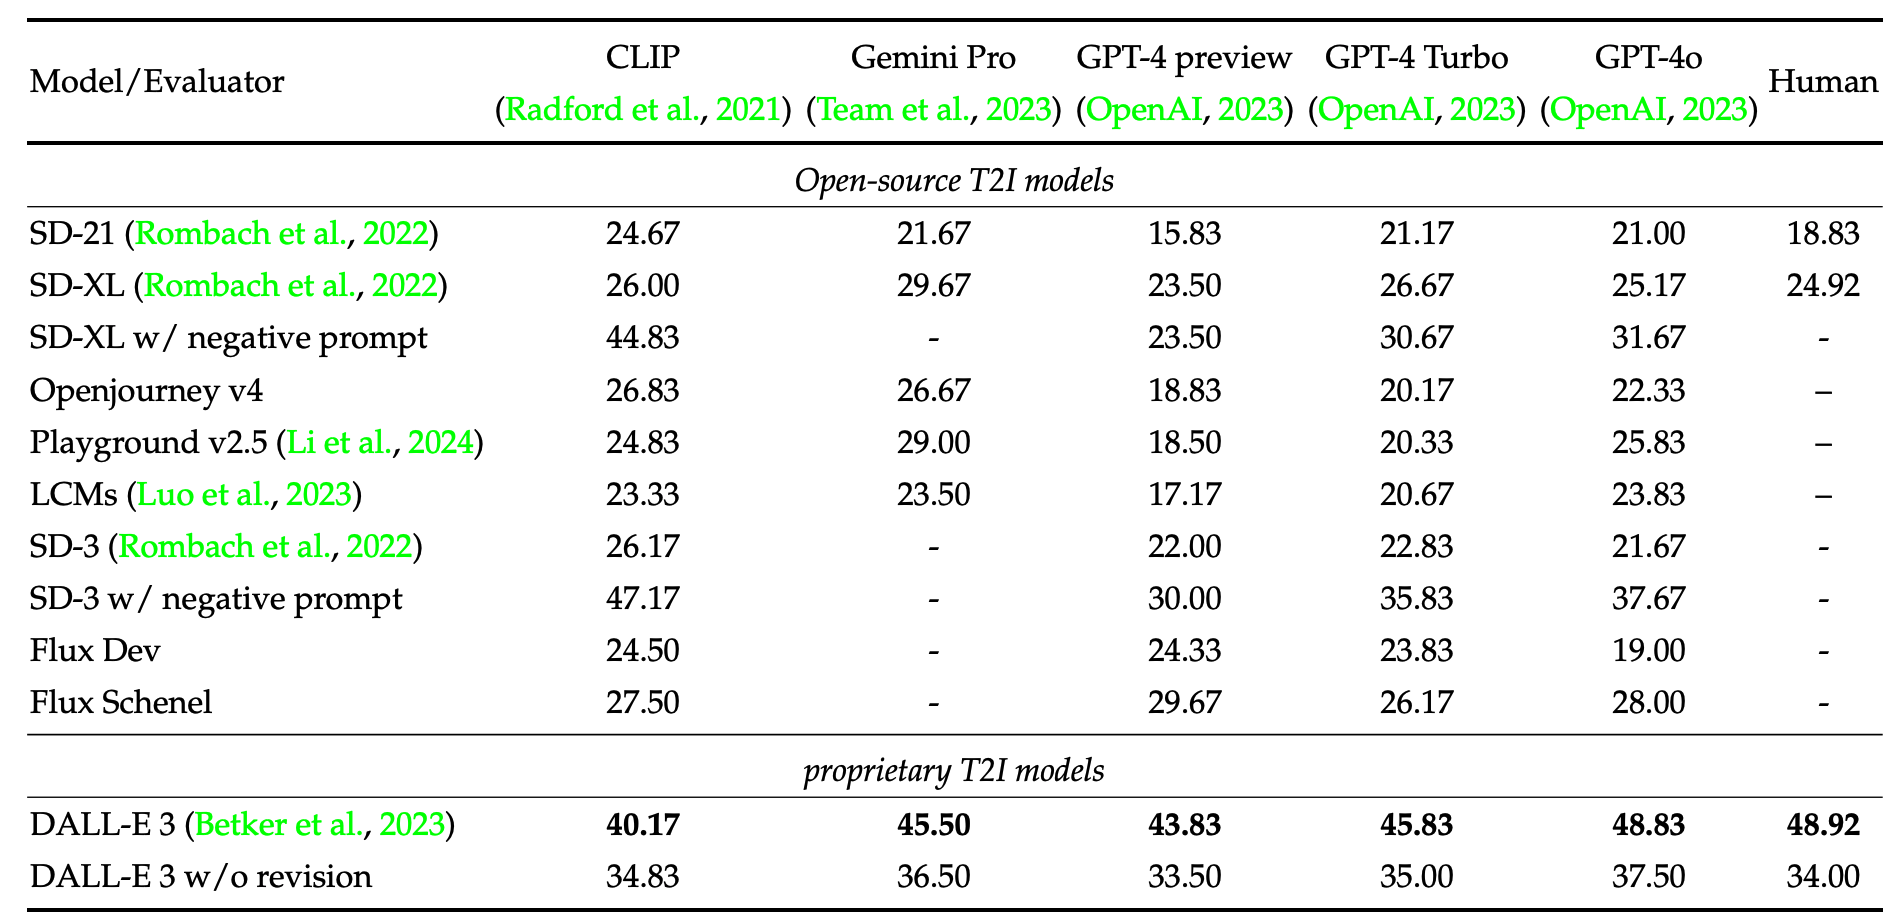 Model/Evaluator CLIP Gemini Pro GPT-4 preview GPT-4 Turbo GPT-4o Human
(Radford et al., 2021) (Team et al., 2023) (OpenAI, 2023) (OpenAI, 2023) (OpenAI, 2023)
Open-source T2I models
SD-21 (Rombach et al., 2022) 24.67 21.67 15.83 21.17 21.00 18.83
SD-XL (Rombach et al., 2022) 26.00 29.67 23.50 26.67 25.17 24.92
SD-XL w/ negative prompt 44.83 - 23.50 30.67 31.67 -
Openjourney v4 26.83 26.67 18.83 20.17 22.33 –
Playground v2.5 (Li et al., 2024) 24.83 29.00 18.50 20.33 25.83 –
LCMs (Luo et al., 2023) 23.33 23.50 17.17 20.67 23.83 –
SD-3 (Rombach et al., 2022) 26.17 - 22.00 22.83 21.67 -
SD-3 w/ negative prompt 47.17 - 30.00 35.83 37.67 -
Flux Dev 24.50 - 24.33 23.83 19.00 -
Flux Schenel 27.50 - 29.67 26.17 28.00 -
proprietary T2I models
DALL-E 3 (Betker et al., 2023) 40.17 45.50 43.83 45.83 48.83 48.92
DALL-E 3 w/o revision 34.83 36.50 33.50 35.00 37.50 34.00